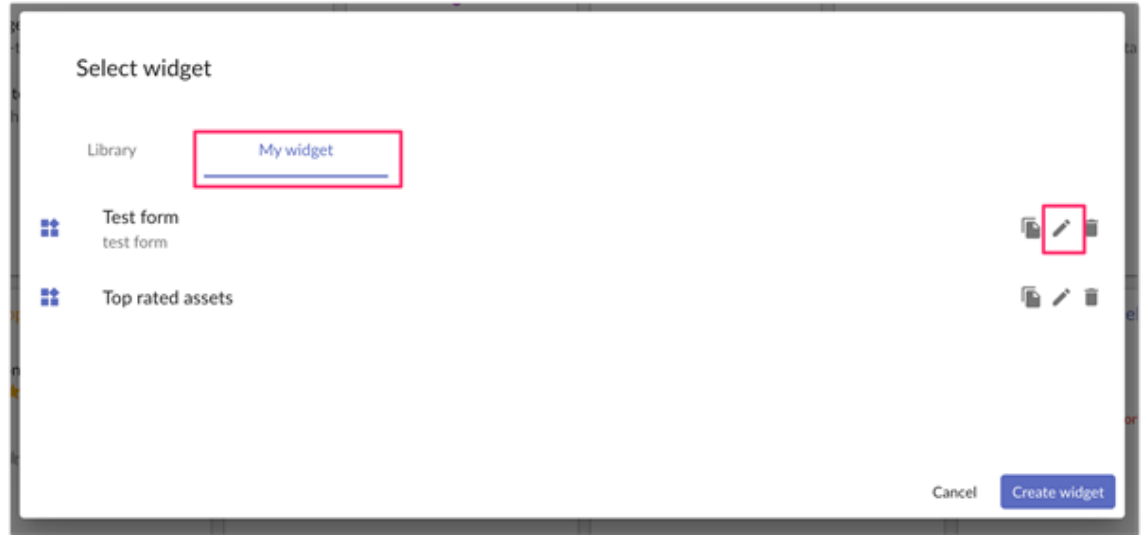 Select widget
Library
My widget
Test form
test form
Top rated assets
Cancel
Create widget